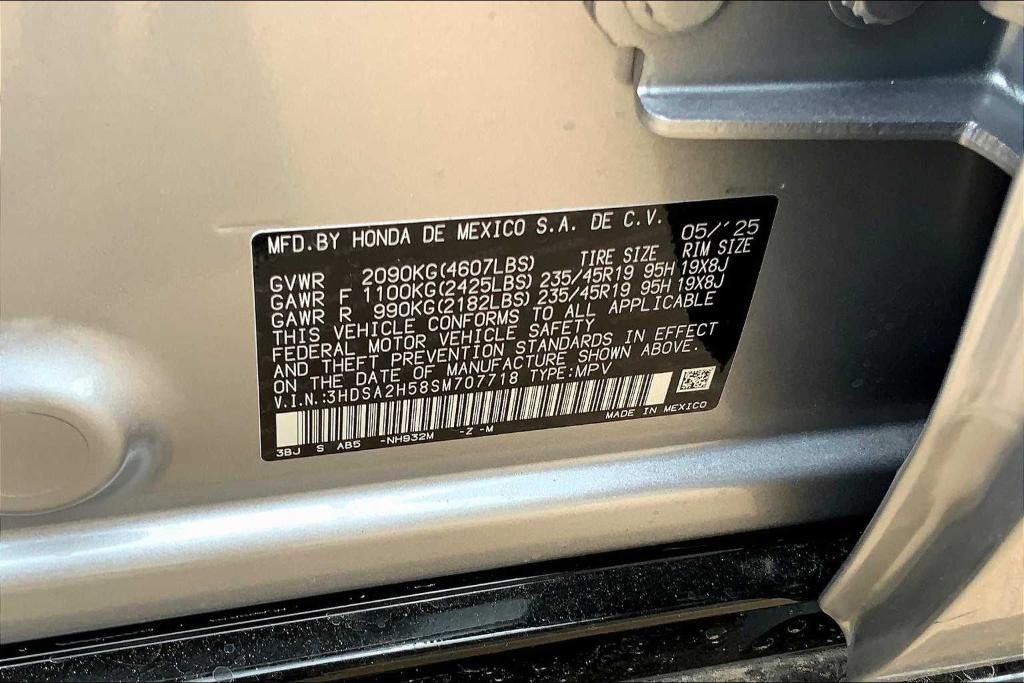 MFD. BY HONDA DE MEXICO S.A. DE C.V. 05/'25
GVWR 2090KG(4607LBS) TIRE SIZE RIM SIZE
GAWR F 1100KG(2425LBS) 235/45R19 95H 19X8J
GAWR R 990KG(2182LBS) 235/45R19 95H 19X8J
THIS VEHICLE CONFORMS TO ALL APPLICABLE
FEDERAL MOTOR VEHICLE SAFETY
AND THEFT PREVENTION STANDARDS IN EFFECT
ON THE DATE OF MANUFACTURE SHOWN ABOVE.
V.I.N.:3HDSA2H58SM707718 TYPE:MPV
MADE IN MEXICO
3BJ S AB5 -NH932M -Z -M